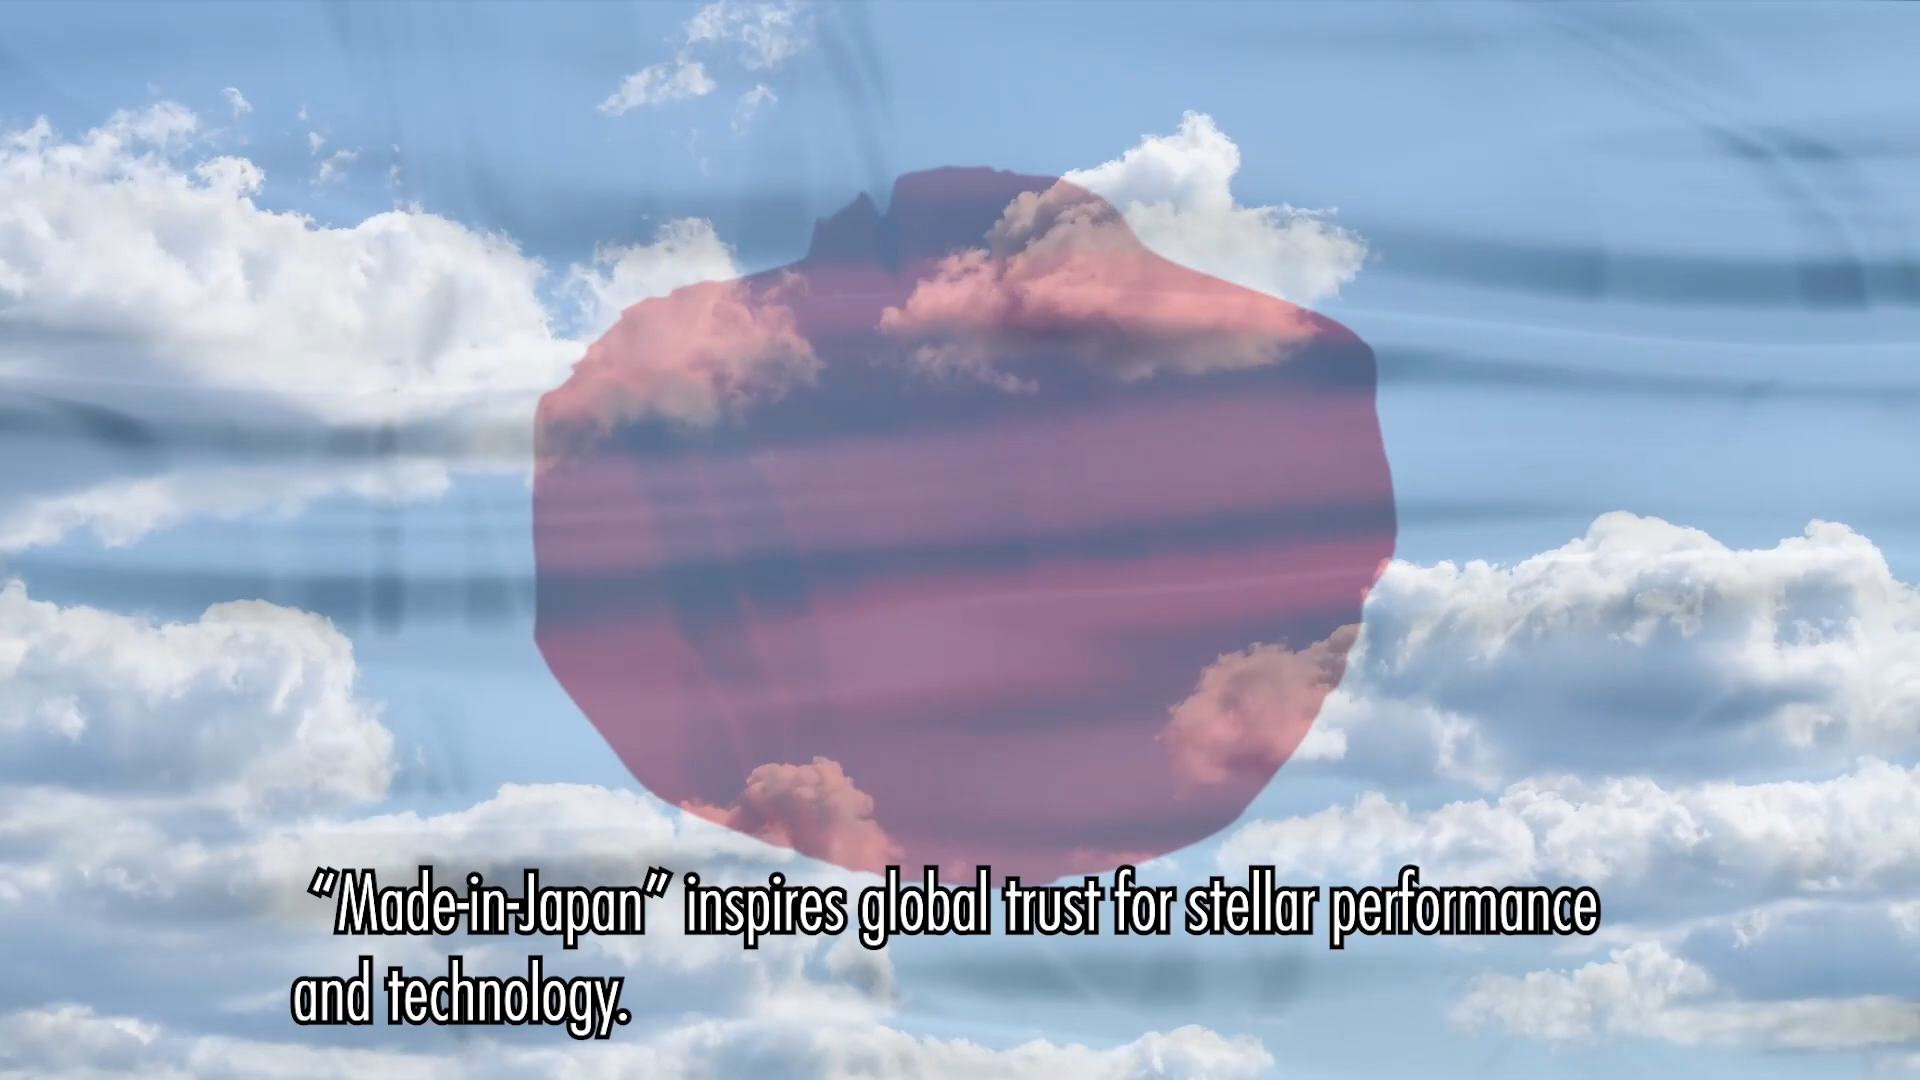 “Made-in-Japan” inspires global trust for stellar performance
and technology.